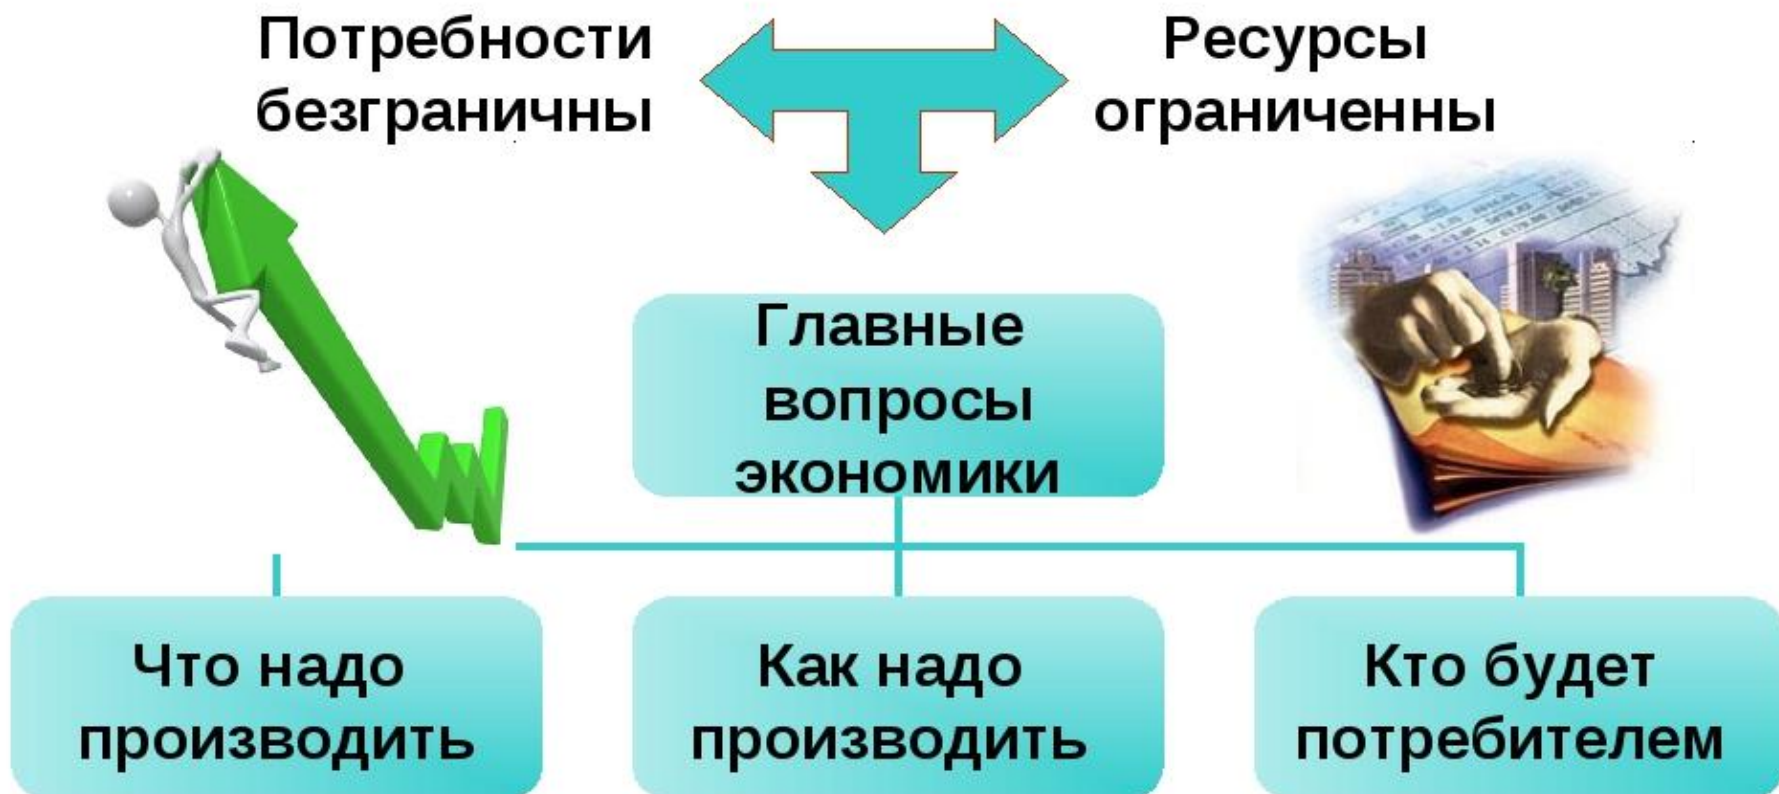 Потребности
безграничны
Ресурсы
ограниченны
Главные
вопросы
экономики
Что надо
производить
Как надо
производить
Кто будет
потребителем